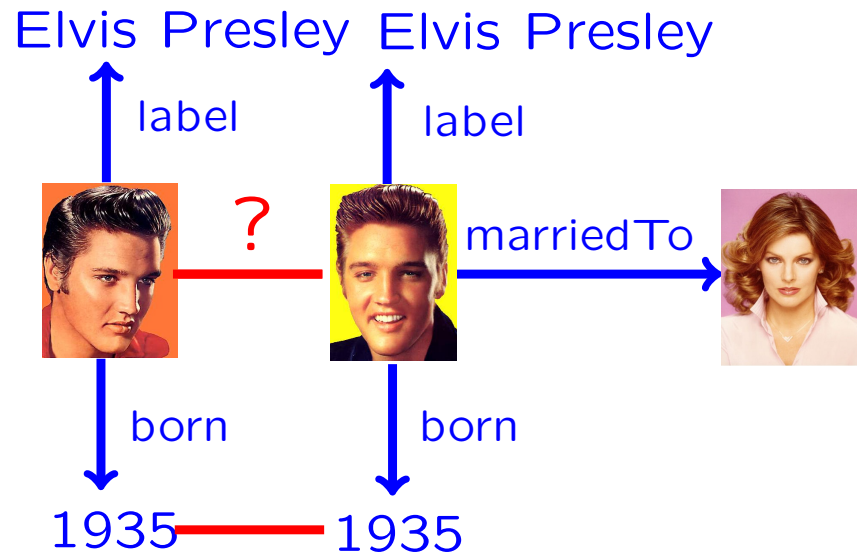 Elvis Presley Elvis Presley
label label
?
marriedTo
born born
1935 1935